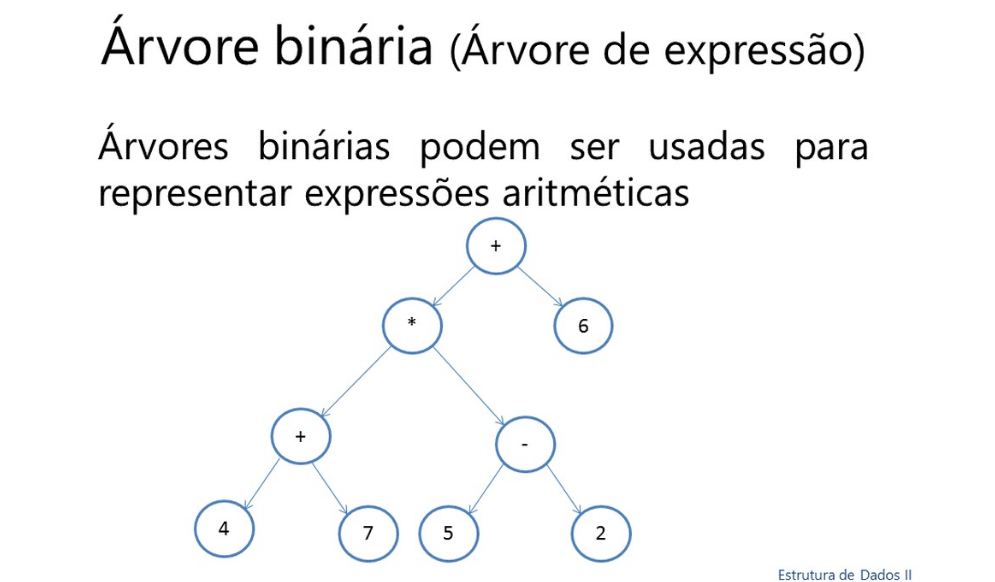 Árvore binária (Árvore de expressão)
Árvores binárias podem ser usadas para
representar expressões aritméticas
+
*
6
+
-
4
7
5
2
Estrutura de Dados II